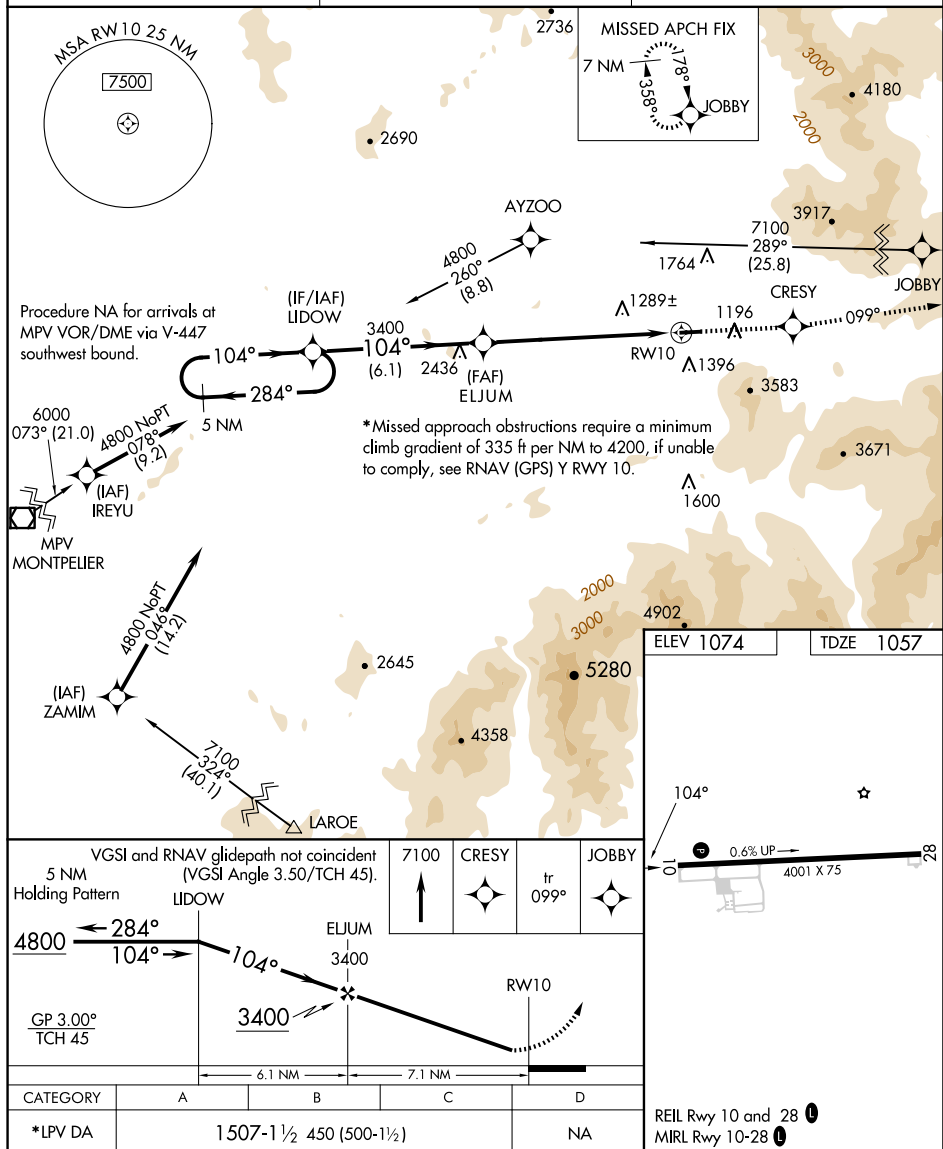 MSA RW10 25 NM
7500
2736
MISSED APCH FIX
7 NM
178°
358°
JOBBY
3000
4180
2000
2690
AYZOO
3917
7100
289°
(25.8)
4800
260°
(8.8)
1764
JOBBY
Procedure NA for arrivals at
MPV VOR/DME via V-447
southwest bound.
(IF/IAF)
LIDOW
CRESY
1289±
1196
099°
3400
104°
(6.1)
104°
2436
RW10
(FAF)
ELJUM
1396
284°
3583
5 NM
6000
073° (21.0)
4800 NoPT
078°
(9.2)
*Missed approach obstructions require a minimum
climb gradient of 335 ft per NM to 4200, if unable
to comply, see RNAV (GPS) Y RWY 10.
3671
(IAF)
IREYU
1600
MPV
MONTPELIER
2000
3000
4902
4800 NoPT
046°
(14.2)
2645
5280
(IAF)
ZAMIM
4358
7100
324°
(40.1)
LAROE
ELEV 1074
TDZE 1057
104°
P
0.6% UP
4001 X 75
10
28
REIL Rwy 10 and 28 L
MIRL Rwy 10-28 L
VGSI and RNAV glidepath not coincident
(VGSI Angle 3.50/TCH 45).
5 NM
Holding Pattern
LIDOW
7100
CRESY
tr
099°
JOBBY
4800
284°
104°
104°
ELJUM
3400
RW10
3400
GP 3.00°
TCH 45
6.1 NM
7.1 NM
CATEGORY A B C D
*LPV DA 1507-1½ 450 (500-1½) NA